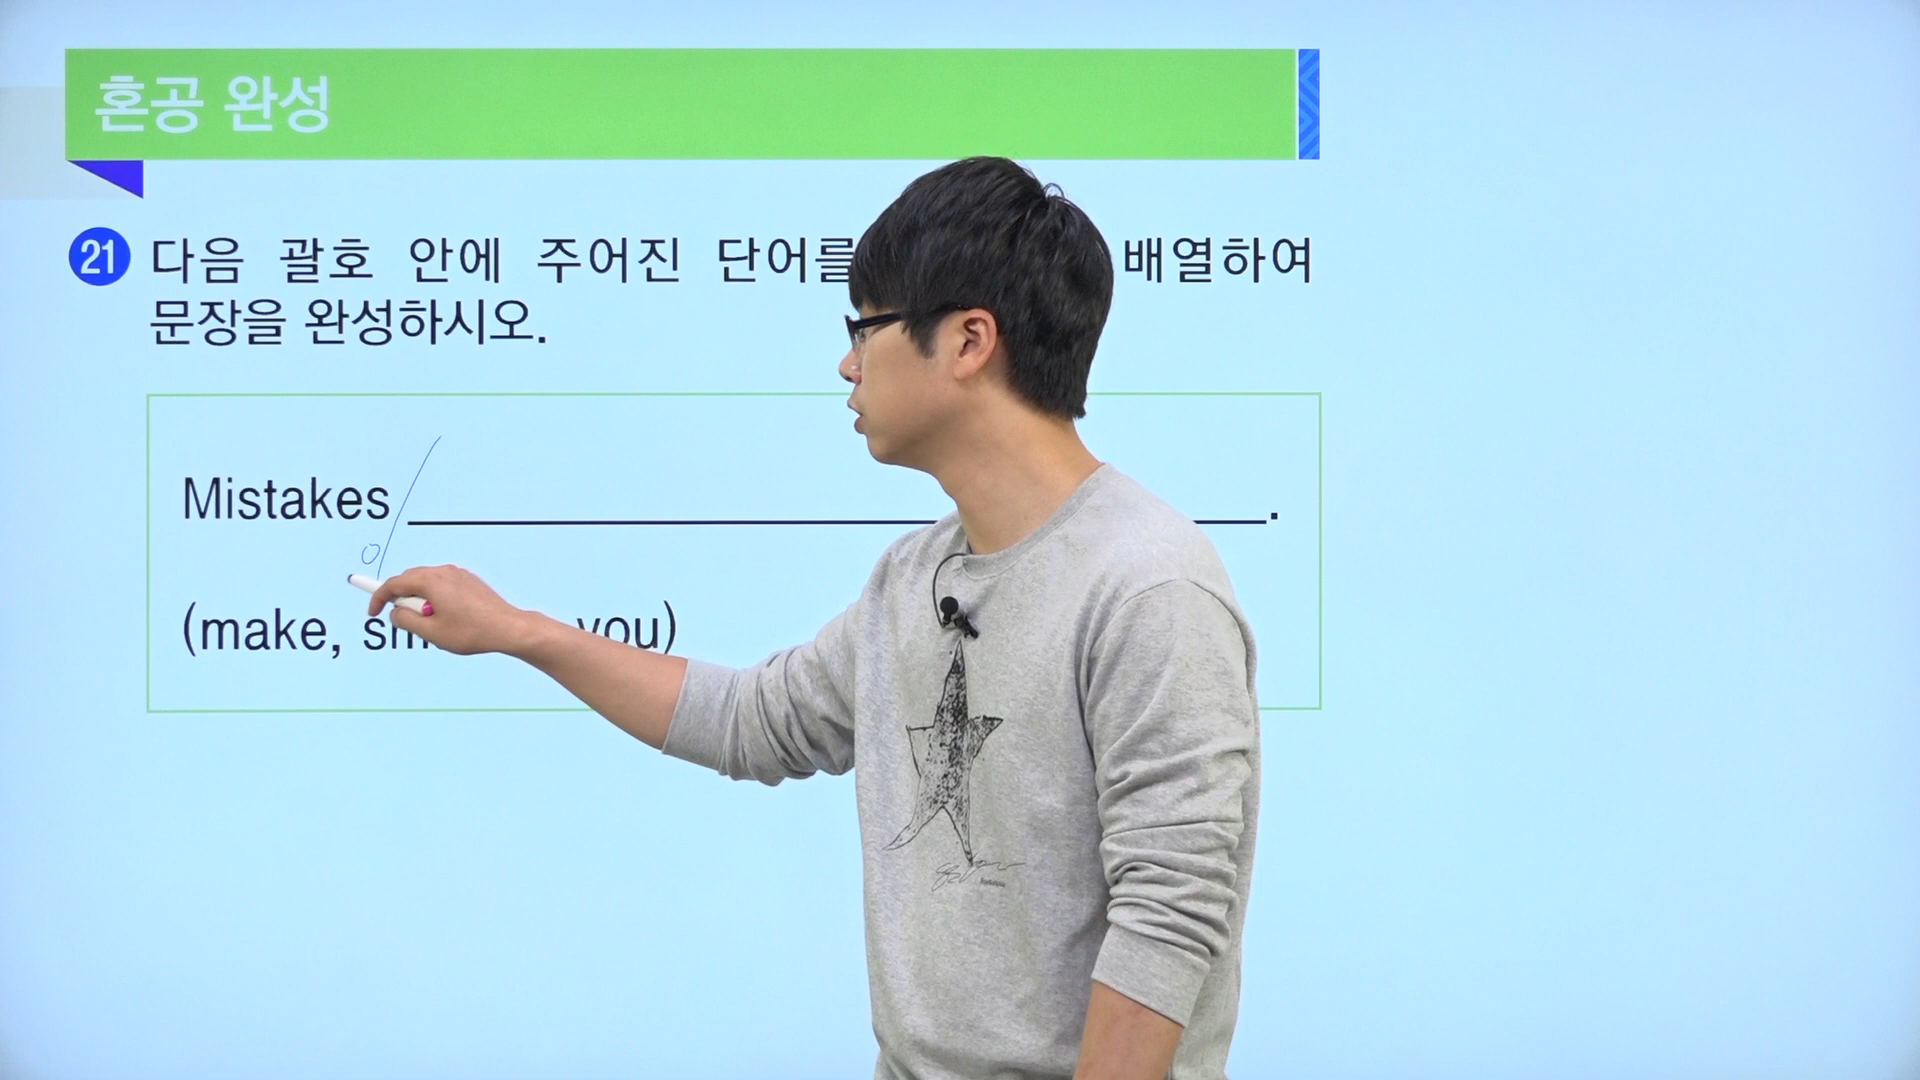 혼공 완성
21 다음 괄호 안에 주어진 단어를 배열하여
문장을 완성하시오.
Mistakes .
이
(make, you)